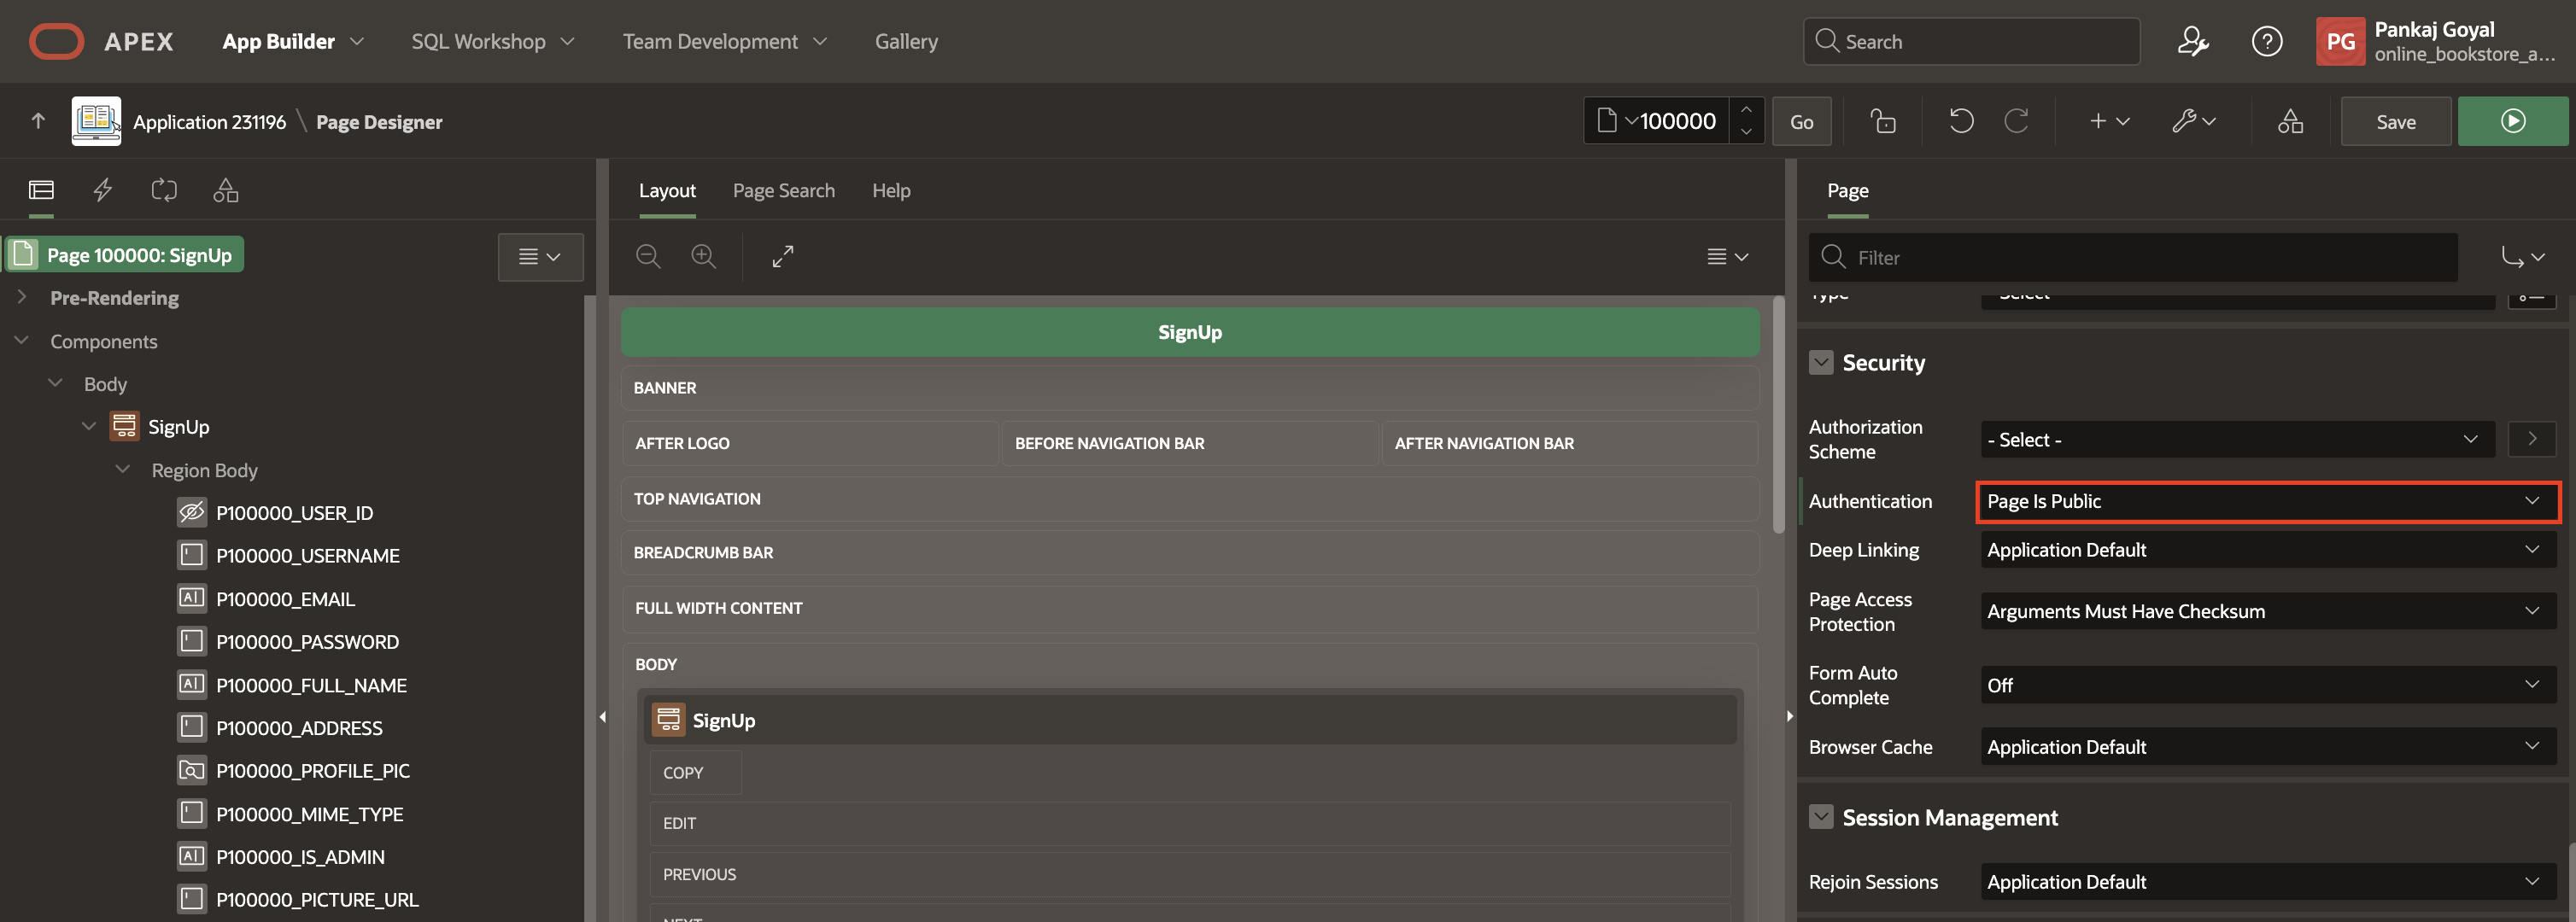 APEX App Builder SQL Workshop Team Development Gallery Search PG Pankaj Goyal
online_bookstore_a...
Application 231196 \ Page Designer 100000 Go Save
Layout Page Search Help Page
Page 100000: SignUp
Filter
Pre-Rendering
Components
Body
SignUp
Region Body
P100000_USER_ID
P100000_USERNAME
P100000_EMAIL
P100000_PASSWORD
P100000_FULL_NAME
P100000_ADDRESS
P100000_PROFILE_PIC
P100000_MIME_TYPE
P100000_IS_ADMIN
P100000_PICTURE_URL
SignUp
BANNER
AFTER LOGO BEFORE NAVIGATION BAR AFTER NAVIGATION BAR
TOP NAVIGATION
BREADCRUMB BAR
FULL WIDTH CONTENT
BODY
SignUp
COPY
EDIT
PREVIOUS
NEXT
Type - Select -
Security
Authorization
Scheme
- Select -
Authentication Page Is Public
Deep Linking Application Default
Page Access
Protection
Arguments Must Have Checksum
Form Auto
Complete
Off
Browser Cache Application Default
Session Management
Rejoin Sessions Application Default